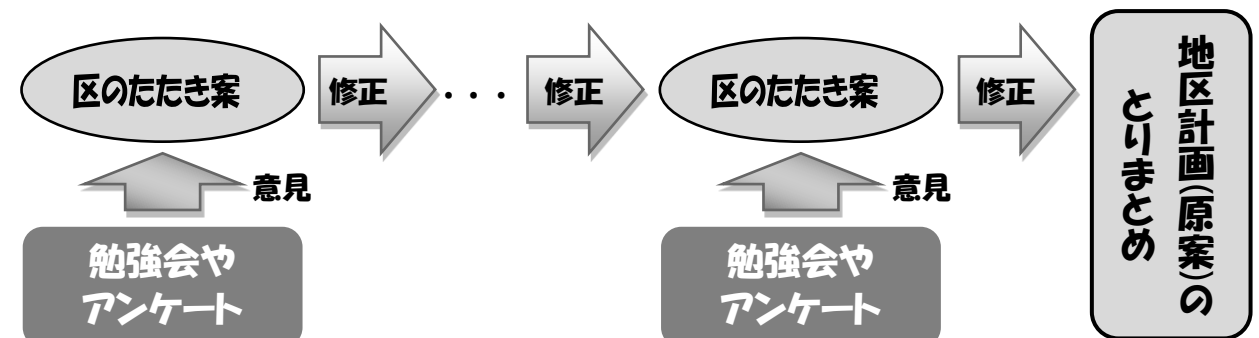 区のたたき案
修正
・・・
修正
区のたたき案
修正
地区計画(原案)の
とりまとめ
意見
意見
勉強会や
アンケート
勉強会や
アンケート